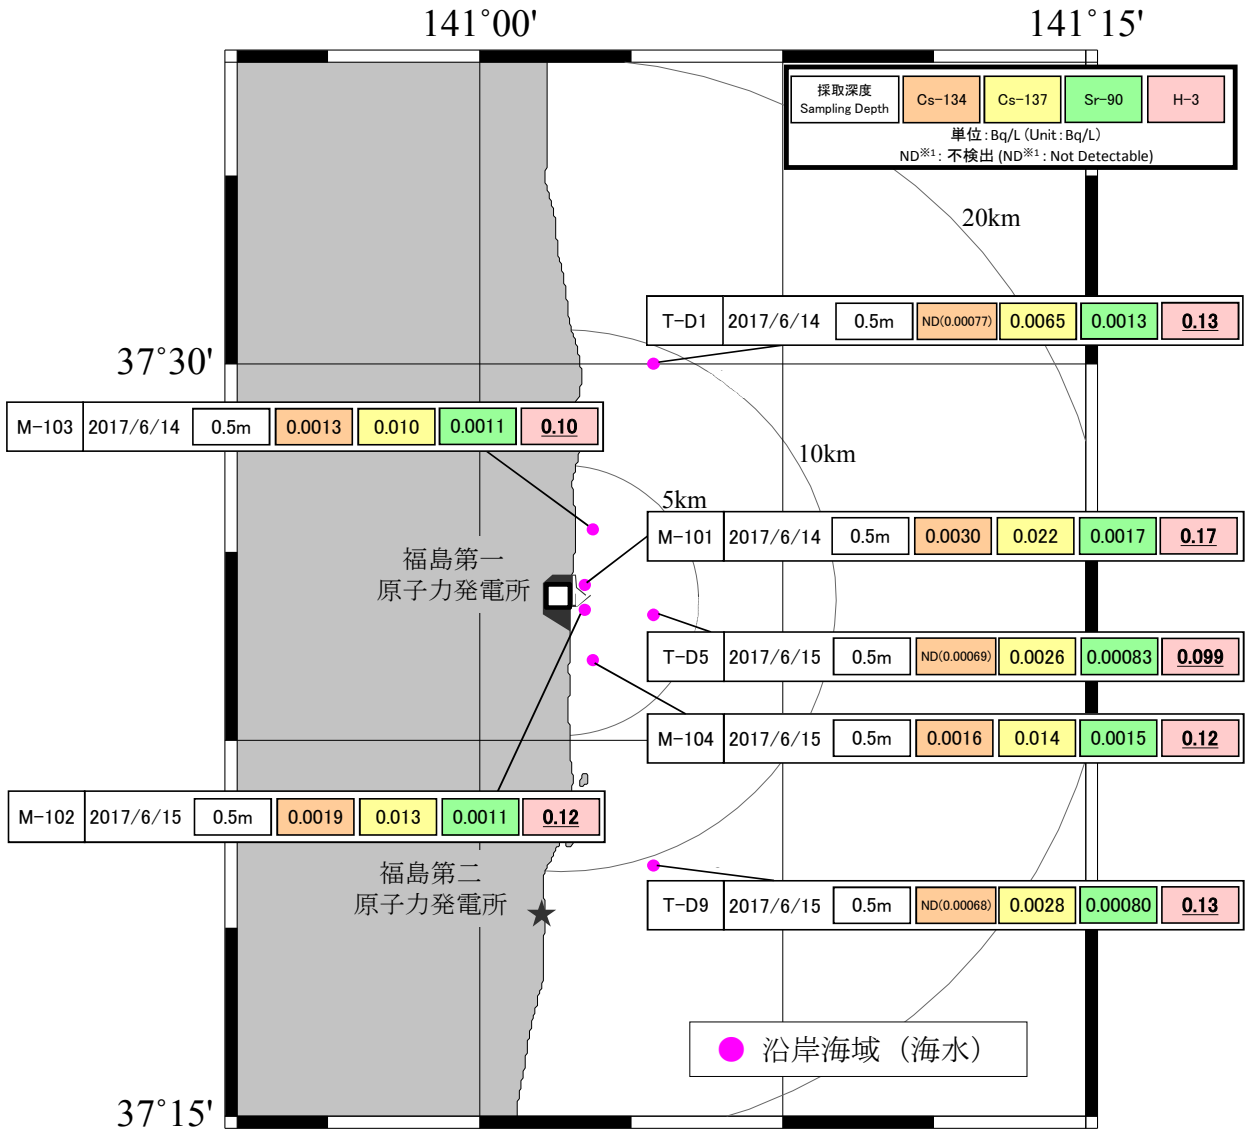 141°00'
141°15'
採取深度
Sampling Depth
Cs-134
Cs-137
Sr-90
H-3
単位:Bq/L (Unit:Bq/L)
ND※1: 不検出 (ND※1: Not Detectable)
20km
T-D1 2017/6/14 0.5m ND(0.00077) 0.0065 0.0013 0.13
37°30'
M-103 2017/6/14 0.5m 0.0013 0.010 0.0011 0.10
10km
5km
M-101 2017/6/14 0.5m 0.0030 0.022 0.0017 0.17
福島第一
原子力発電所
T-D5 2017/6/15 0.5m ND(0.00069) 0.0026 0.00083 0.099
M-104 2017/6/15 0.5m 0.0016 0.014 0.0015 0.12
M-102 2017/6/15 0.5m 0.0019 0.013 0.0011 0.12
福島第二
原子力発電所
T-D9 2017/6/15 0.5m ND(0.00068) 0.0028 0.00080 0.13
沿岸海域（海水）
37°15'